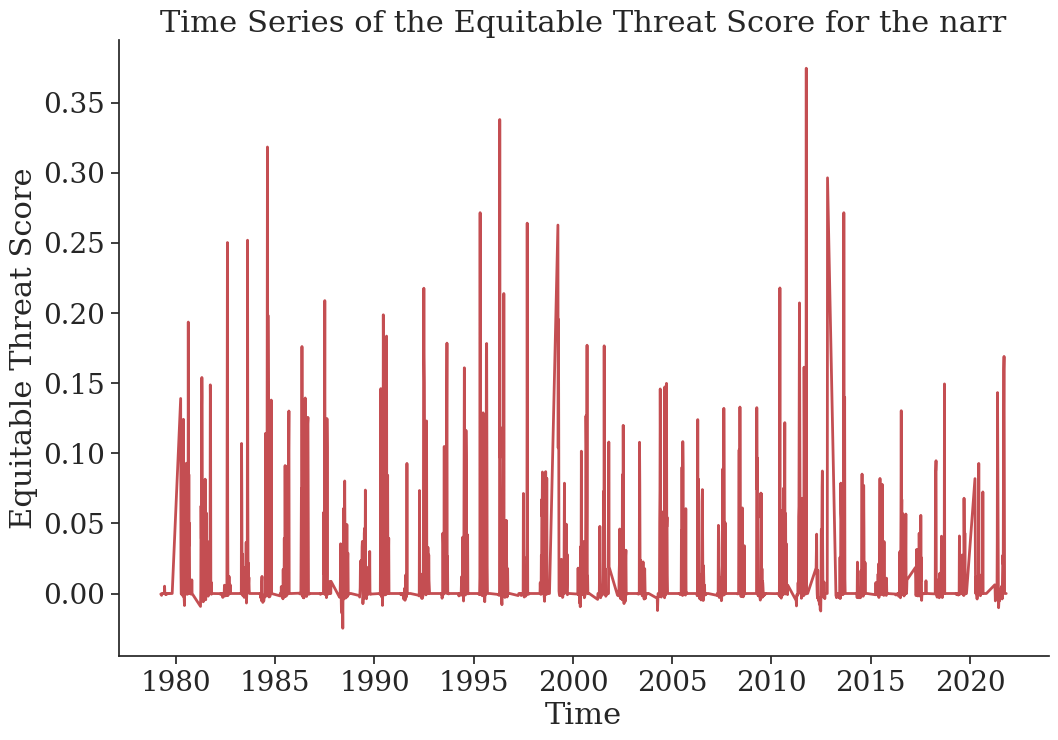 Time Series of the Equitable Threat Score for the narr
Equitable Threat Score
0.35
0.30
0.25
0.20
0.15
0.10
0.05
0.00
1980 1985 1990 1995 2000 2005 2010 2015 2020
Time